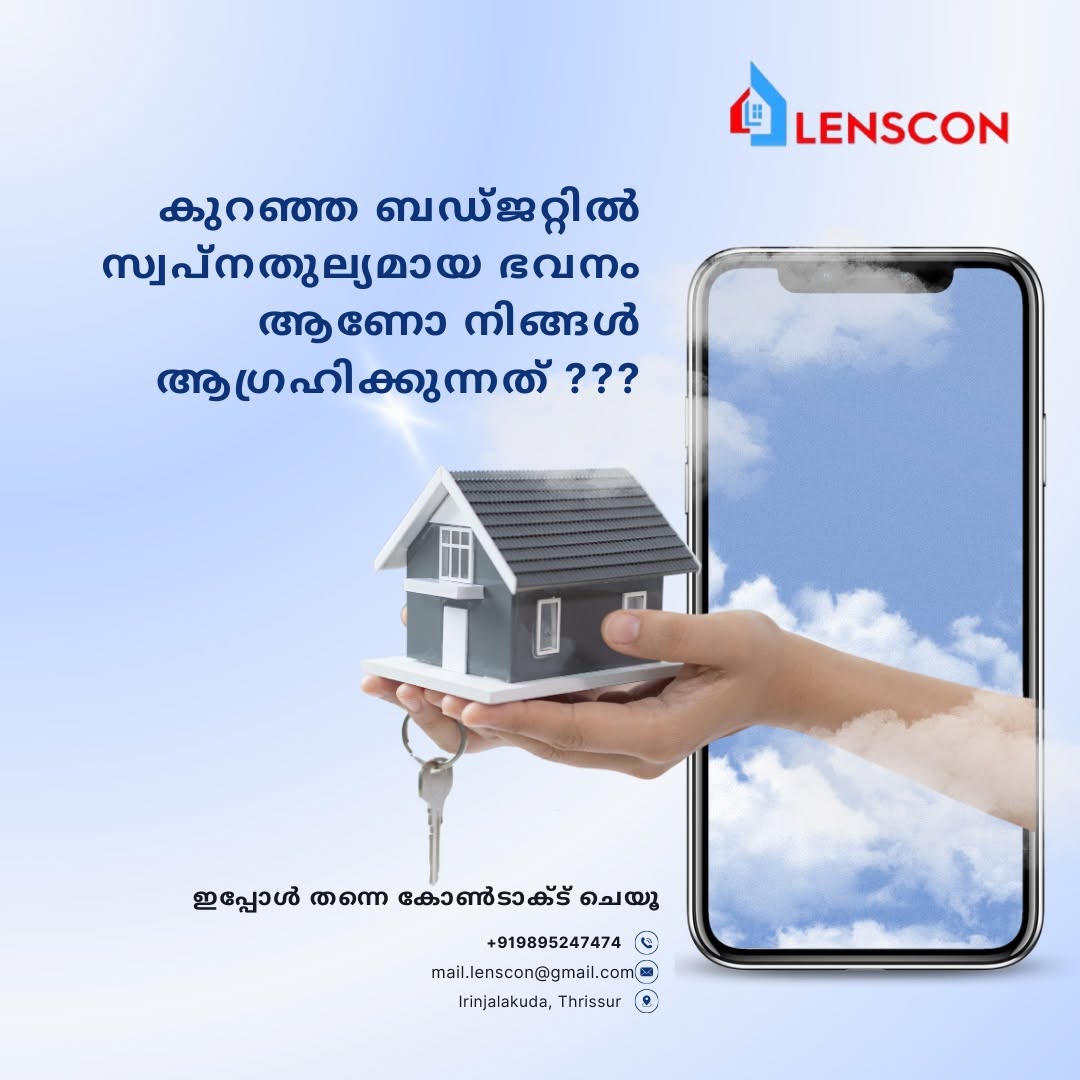 LENSCON
കുറഞ്ഞ ബഡ്ജറ്റിൽ
സ്വപ്നതുല്യമായ ഭവനം
ആണോ നിങ്ങൾ
ആഗ്രഹിക്കുന്നത് ???
ഇപ്പോൾ തന്നെ കോൺടാക്ട് ചെയൂ
+919895247474
mail.lenscon@gmail.com
Irinjalakuda, Thrissur